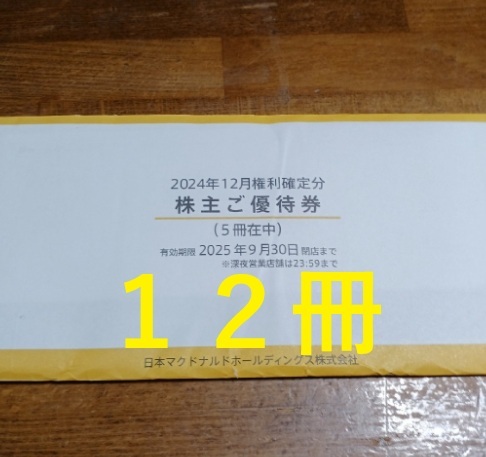 2024年12月権利確定分
株主ご優待券
(5冊在中)
有効期限 2025年9月30日 閉店まで
※深夜営業店舗は23:59まで
12冊
日本マクドナルドホールディングス株式会社